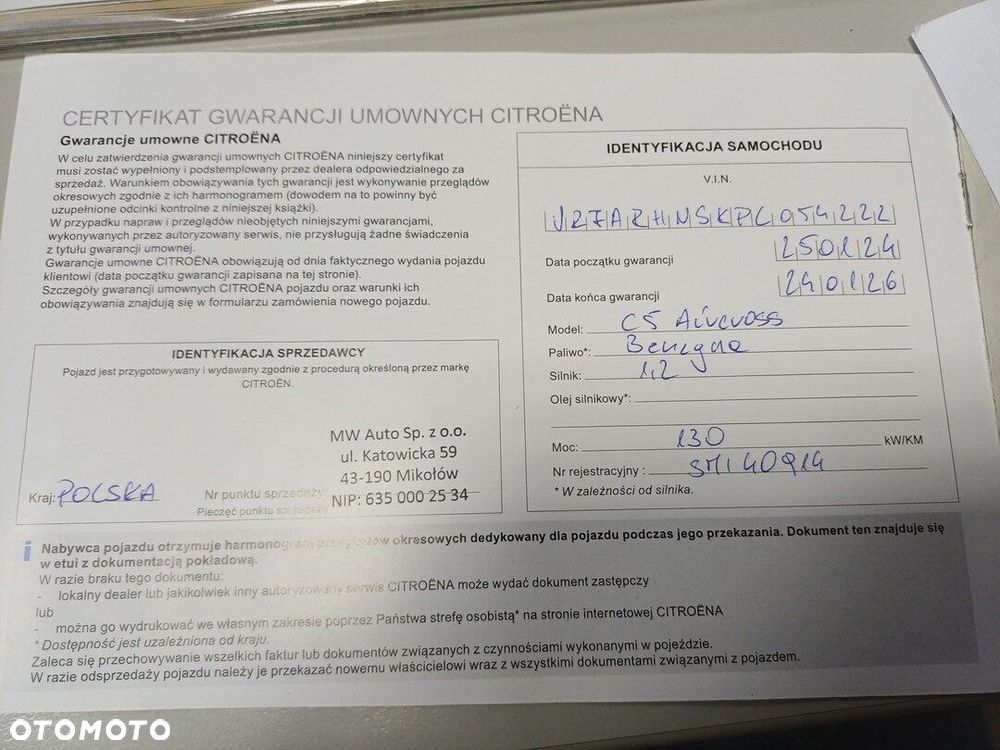 CERTYFIKAT GWARANCJI UMOWNYCH CITROËNA
Gwarancje umowne CITROËNA
W celu zatwierdzenia gwarancji umownych CITROËNA niniejszy certyfikat
musi zostać wypełniony i podstemplowany przez dealera odpowiedzialnego za
sprzedaż. Warunkiem obowiązywania tych gwarancji jest wykonywanie przeglądów
okresowych zgodnie z ich harmonogramem (dowodem na to powinny być
uzupełnione odcinki kontrolne z niniejszej książki).
W przypadku napraw i przeglądów nieobjętych niniejszymi gwarancjami,
wykonywanych przez autoryzowany serwis, nie przysługują żadne świadczenia
z tytułu gwarancji umownej.
Gwarancje umowne CITROËNA obowiązują od dnia faktycznego wydania pojazdu
klientowi (data początku gwarancji zapisana na tej stronie).
Szczegóły gwarancji umownych CITROËNA pojazdu oraz warunki ich
obowiązywania znajdują się w formularzu zamówienia nowego pojazdu.
IDENTYFIKACJA SPRZEDAWCY
Pojazd jest przygotowywany i wydawany zgodnie z procedurą określoną przez markę
CITROËN.
MW Auto Sp. z o.o.
ul. Katowicka 59
43-190 Mikołów
Kraj: POLSKA
Nr punktu sprzedaży
NIP: 635 000 25 34
Pieczęć punktu sprzedaży
IDENTYFIKACJA SAMOCHODU
V.I.N.
VR7ARHNSKPL054222
Data początku gwarancji 250124
Data końca gwarancji 240126
Model: C5 Aircross
Paliwo*: Benzyna
Silnik: 1,2
Olej silnikowy*:
Moc: 130 kW/KM
Nr rejestracyjny :
* W zależności od silnika.
i Nabywca pojazdu otrzymuje harmonogram przeglądów okresowych dedykowany dla pojazdu podczas jego przekazania. Dokument ten znajduje się
w etui z dokumentacją pokładową.
W razie braku tego dokumentu:
- lokalny dealer lub jakikolwiek inny autoryzowany serwis CITROËNA może wydać dokument zastępczy
lub
- można go wydrukować we własnym zakresie poprzez Państwa strefę osobistą* na stronie internetowej CITROËNA
* Dostępność jest uzależniona od kraju.
Zaleca się przechowywanie wszelkich faktur lub dokumentów związanych z czynnościami wykonanymi w pojeździe.
W razie odsprzedaży pojazdu należy je przekazać nowemu właścicielowi wraz z wszystkimi dokumentami związanymi z pojazdem.
OTOMOTO